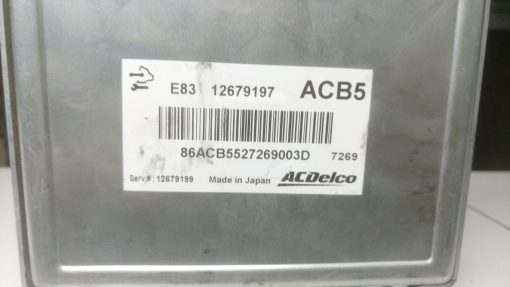 E83 12679197 ACB5
86ACB5527269003D 7269
Serv.#: 12679199 Made in Japan ACDelco